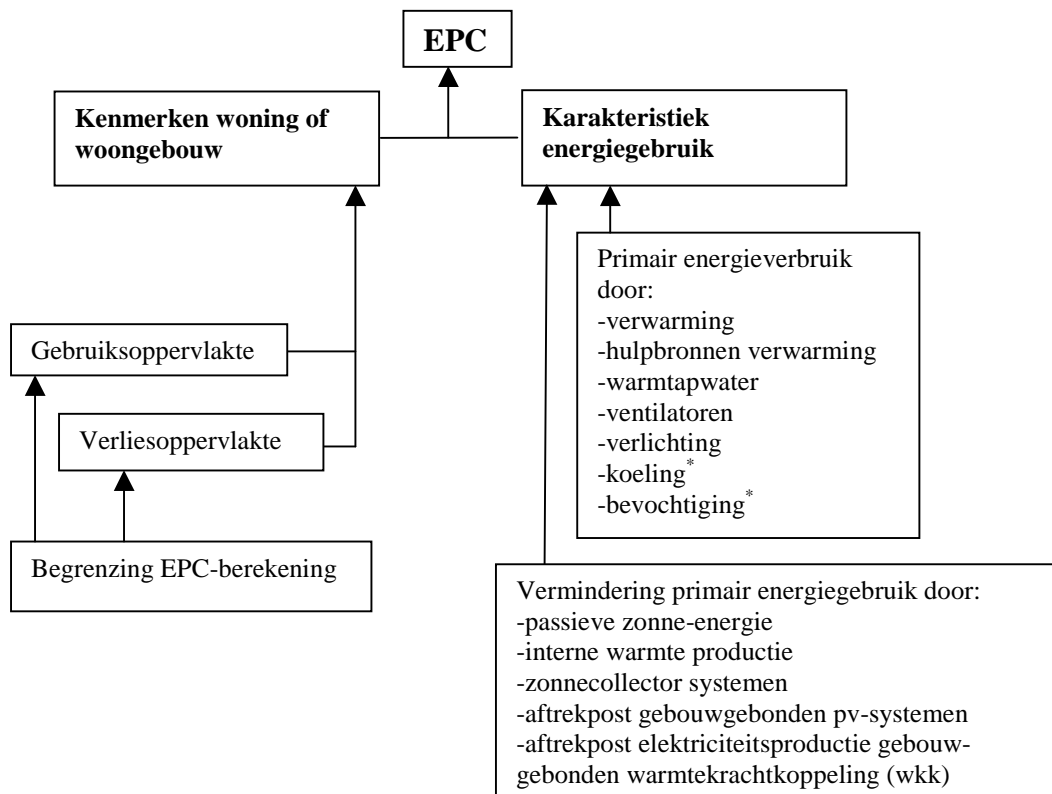 EPC
Kenmerken woning of
woongebouw
Karakteristiek
energiegebruik
Primair energieverbruik
door:
-verwarming
-hulpbronnen verwarming
-warmtapwater
-ventilatoren
-verlichting
-koeling*
-bevochtiging*
Gebruiksoppervlakte
Verliesoppervlakte
Begrenzing EPC-berekening
Vermindering primair energiegebruik door:
-passieve zonne-energie
-interne warmte productie
-zonnecollector systemen
-aftrekpost gebouwgebonden pv-systemen
-aftrekpost elektriciteitsproductie gebouw-
gebonden warmtekrachtkoppeling (wkk)